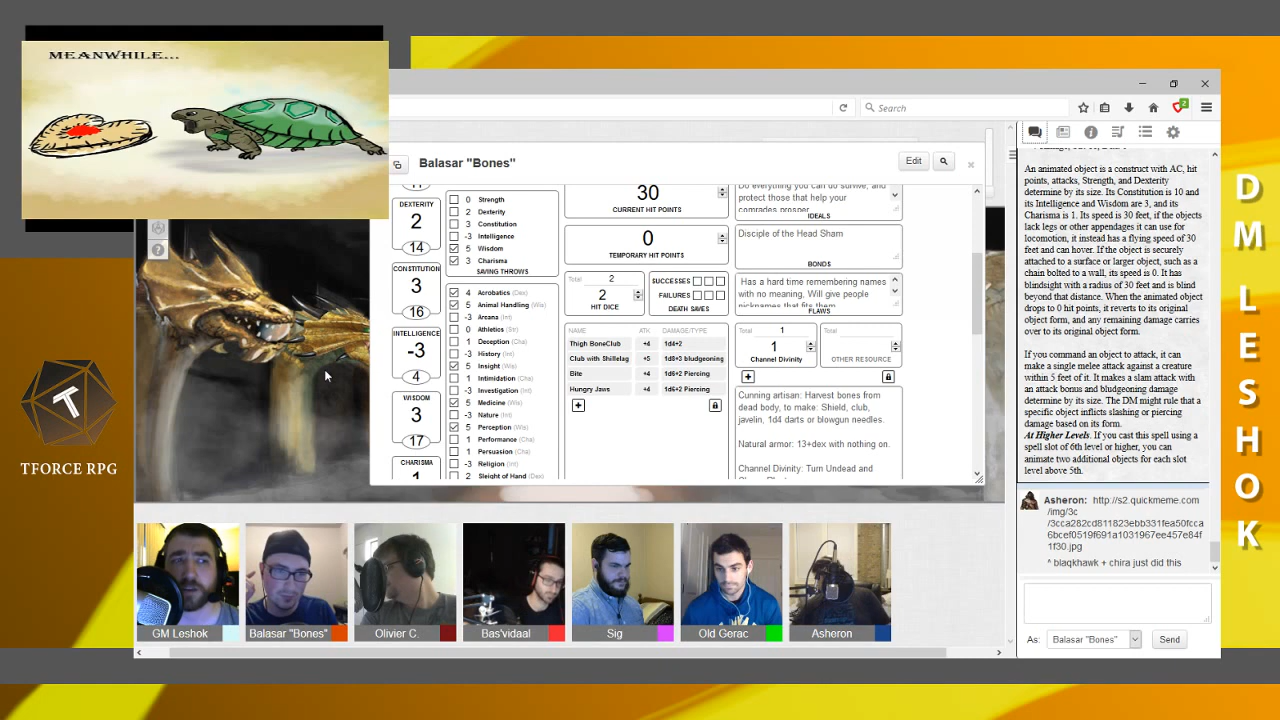 MEANWHILE...
Search
2
Balasar "Bones"
Edit
DEXTERITY
2
14
CONSTITUTION
3
16
INTELLIGENCE
-3
4
WISDOM
3
17
CHARISMA
0 Strength
2 Dexterity
3 Constitution
-3 Intelligence
5 Wisdom
3 Charisma
SAVING THROWS
4 Acrobatics (Dex)
5 Animal Handling (Wis)
-3 Arcana (Int)
0 Athletics (Str)
1 Deception (Cha)
-3 History (Int)
5 Insight (Wis)
1 Intimidation (Cha)
-3 Investigation (Int)
5 Medicine (Wis)
-3 Nature (Int)
5 Perception (Wis)
1 Performance (Cha)
1 Persuasion (Cha)
-3 Religion (Int)
2 Sleight of Hand (Dex)
30
CURRENT HIT POINTS
0
TEMPORARY HIT POINTS
Total 2
2
HIT DICE
SUCCESSES
FAILURES
DEATH SAVES
NAME ATK DAMAGE/TYPE
Thigh BoneClub +4 1d4+2
Club with Shillelag +5 1d8+3 bludgeoning
Bite +4 1d6+2 Piercing
Hungry Jaws +4 1d6+2 Piercing
Do everything you can do survive, and
protect those that help your
comrades prosper
IDEALS
Disciple of the Head Sham
BONDS
Has a hard time remembering names
with no meaning, Will give people
nicknames that fits them
FLAWS
Total 1
1
Channel Divinity
Total
OTHER RESOURCE
Cunning artisan: Harvest bones from
dead body, to make: Shield, club,
javelin, 1d4 darts or blowgun needles.
Natural armor: 13+dex with nothing on.
Channel Divinity: Turn Undead and
An animated object is a construct with AC, hit
points, attacks, Strength, and Dexterity
determine by its size. Its Constitution is 10 and
its Intelligence and Wisdom are 3, and its
Charisma is 1. Its speed is 30 feet, if the objects
lack legs or other appendages it can use for
locomotion, it instead has a flying speed of 30
feet and can hover. If the object is securely
attached to a surface or larger object, such as a
chain bolted to a wall, its speed is 0. It has
blindsight with a radius of 30 feet and is blind
beyond that distance. When the animated object
drops to 0 hit points, it reverts to its original
object form, and any remaining damage carries
over to its original object form.
If you command an object to attack, it can
make a single melee attack against a creature
within 5 feet of it. It makes a slam attack with
an attack bonus and bludgeoning damage
determine by its size. The DM might rule that a
specific object inflicts slashing or piercing
damage based on its form.
At Higher Levels. If you cast this spell using a
spell slot of 6th level or higher, you can
animate two additional objects for each slot
level above 5th.
Asheron: http://s2.quickmeme.com
/img/3c
/3cca282cd811823ebb331fea50fcca
6bcef0519f691a1031967ee457e84f
1f30.jpg
^ blaqkhawk + chira just did this
As: Balasar "Bones" Send
TFORCE RPG
GM Leshok
Balasar "Bones"
Olivier C.
Bas'vidaal
Sig
Old Gerac
Asheron
DM LESHOK